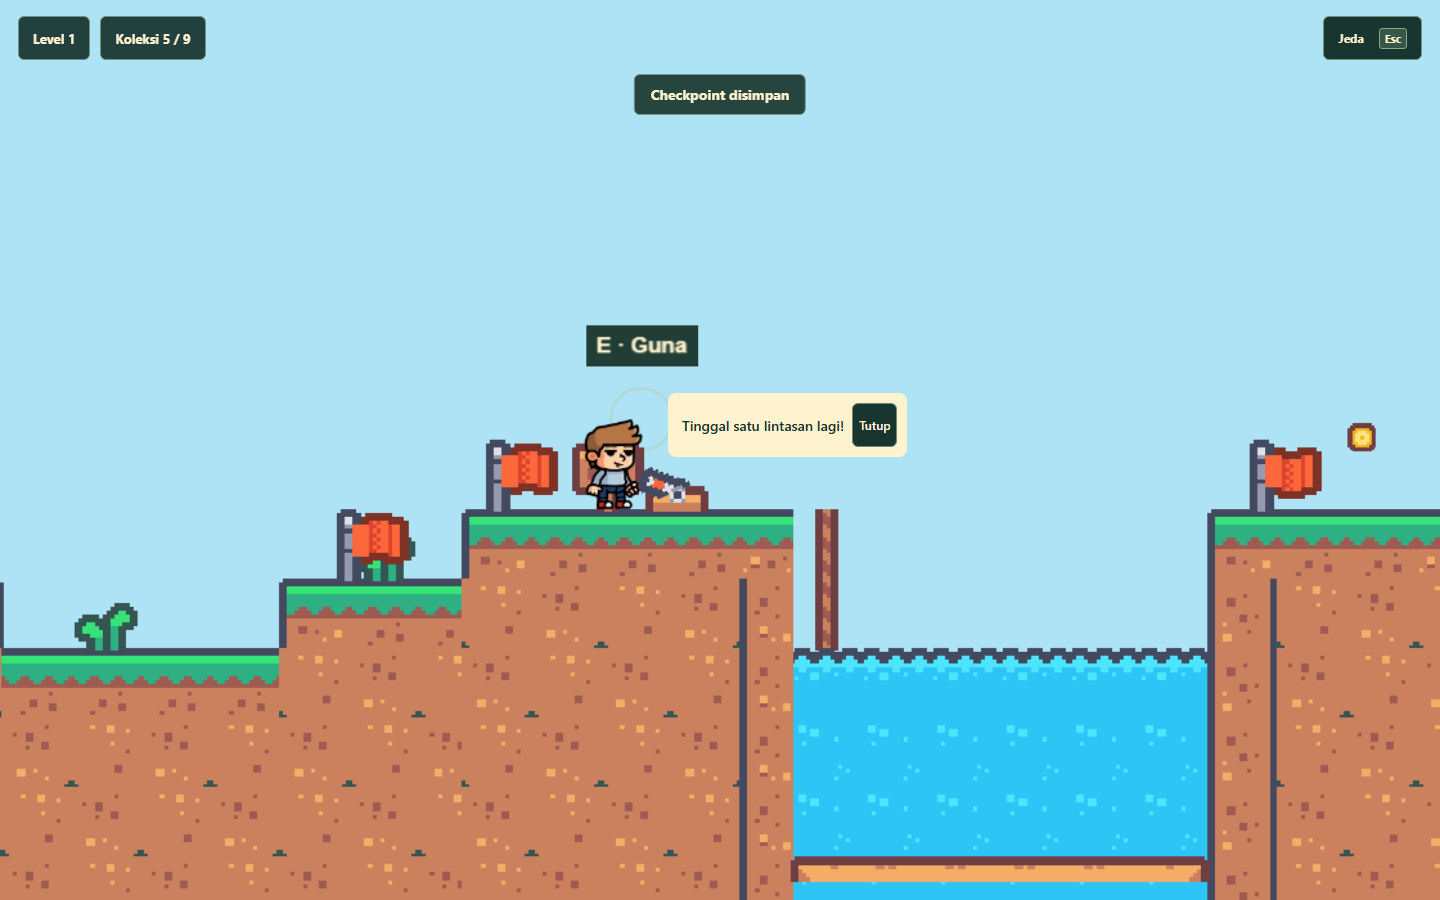 Level 1
Koleksi 5 / 9
Jeda Esc
Checkpoint disimpan
E · Guna
Tinggal satu lintasan lagi!
Tutup